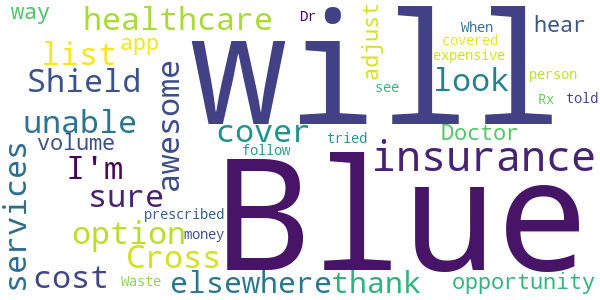 way
healthcare
Dr
Will
When
hear
list
app
adjust
covered
expensive
Shield
awesome
see
look
person
Rx
told
unable
cover
tried
Doctor
volume
follow
insurance
I'm
Blue
services
sure
prescribed
option
money
Cross
cost
Waste
elsewhere
thank
opportunity